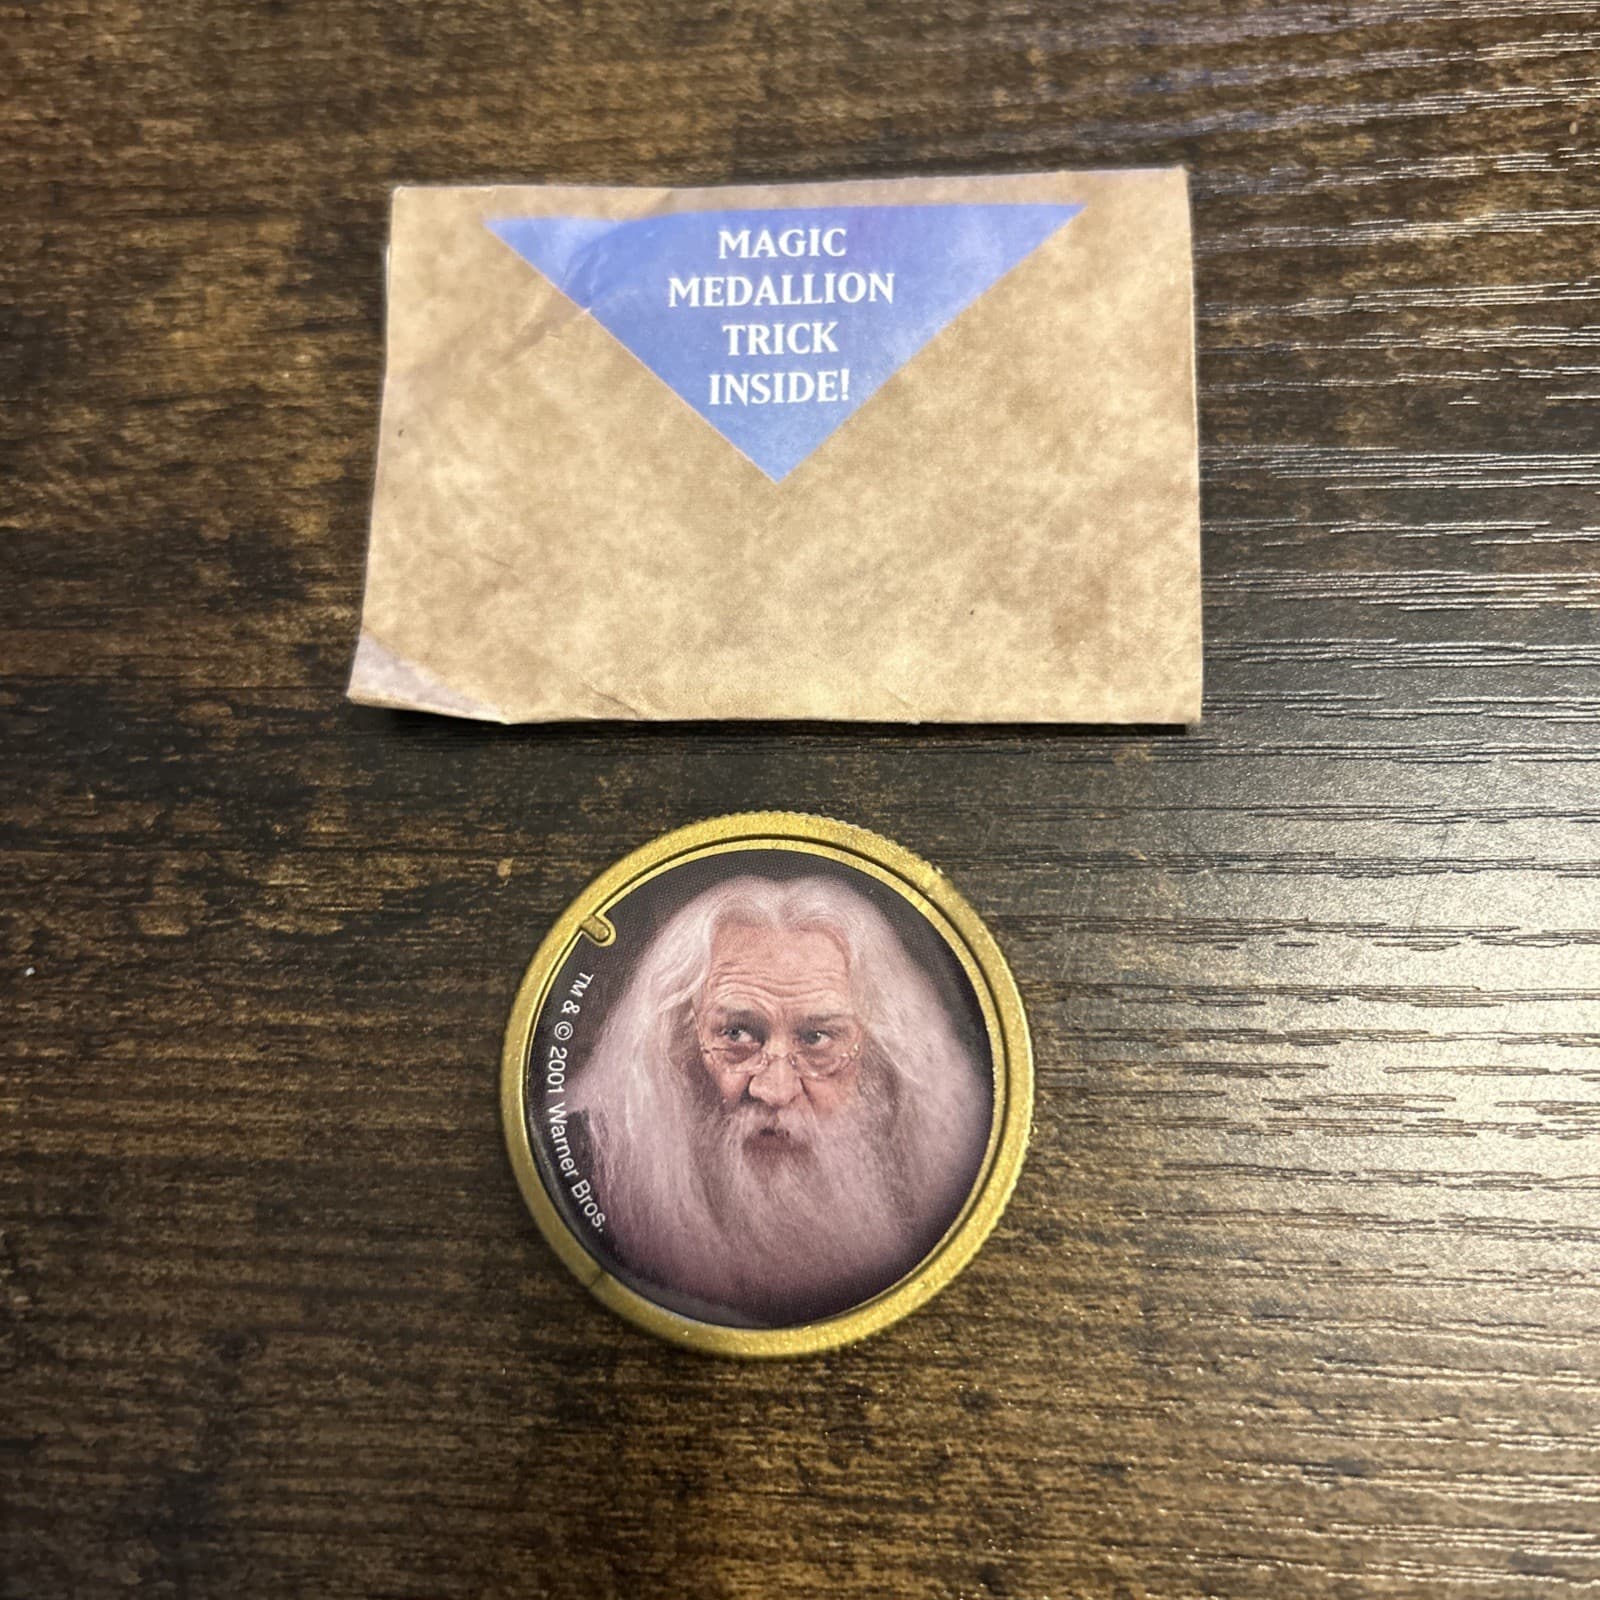 MAGIC
MEDALLION
TRICK
INSIDE!
TM & © 2001 Warner Bros.